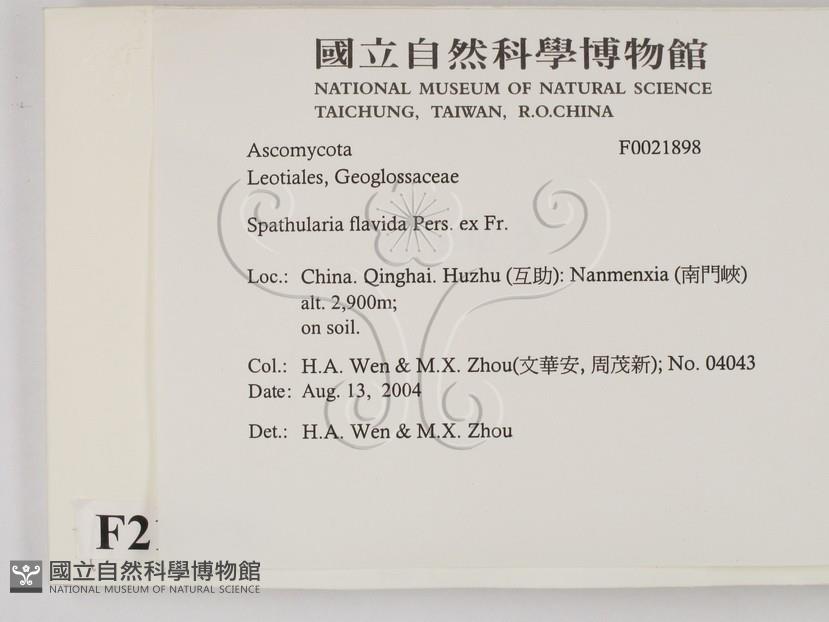 國立自然科學博物館
NATIONAL MUSEUM OF NATURAL SCIENCE
TAICHUNG, TAIWAN, R.O.CHINA
Ascomycota F0021898
Leotiales, Geoglossaceae
Spathularia flavida Pers. ex Fr.
Loc.: China. Qinghai. Huzhu (互助): Nanmenxia (南門峽)
alt. 2,900m;
on soil.
Col.: H.A. Wen & M.X. Zhou(文華安, 周茂新); No. 04043
Date: Aug. 13, 2004
Det.: H.A. Wen & M.X. Zhou
F2
國立自然科學博物館
NATIONAL MUSEUM OF NATURAL SCIENCE